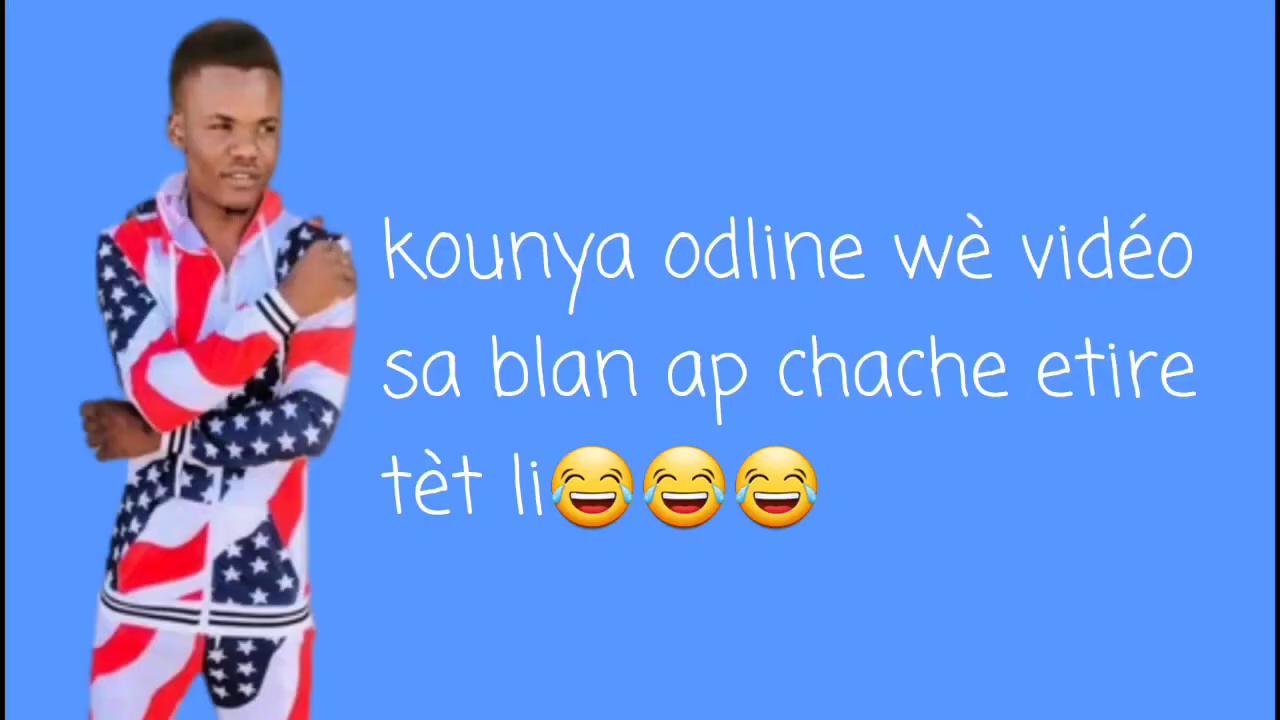 kounya odline wè vidéo
sa blan ap chache etire
tèt li😂😂😂